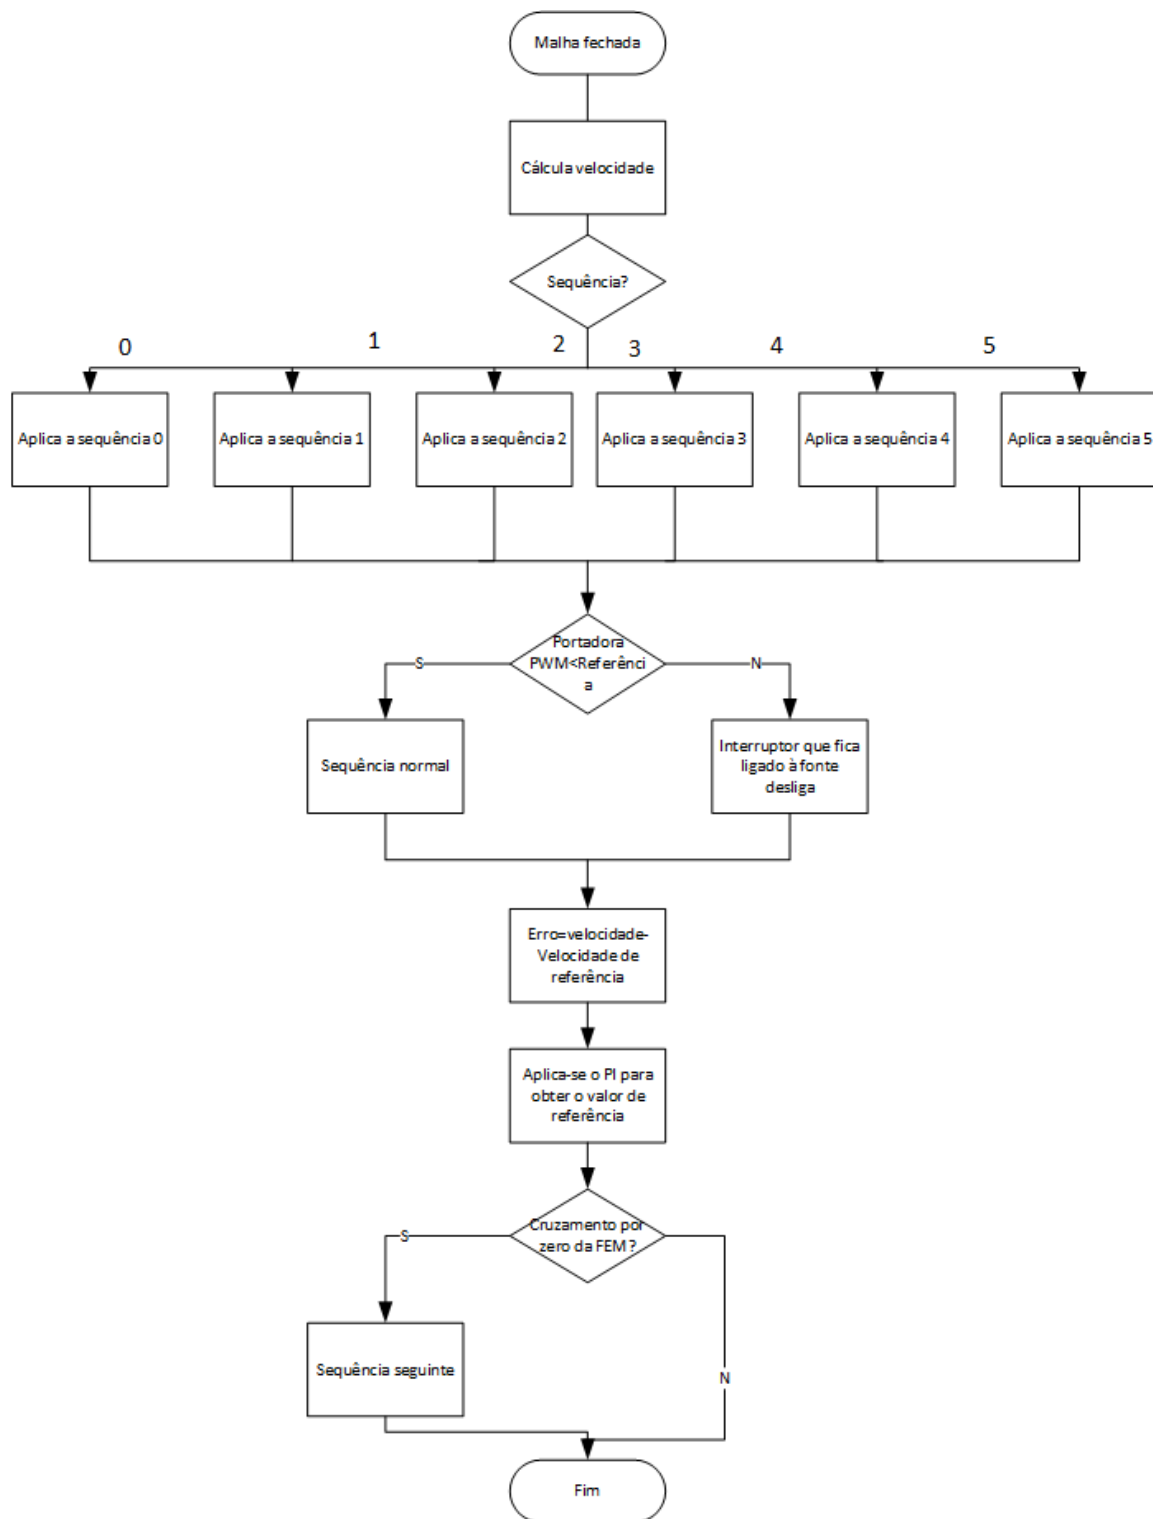 Malha fechada
Cálcula velocidade
Sequência?
0
1
2
3
4
5
Aplica a sequência 0
Aplica a sequência 1
Aplica a sequência 2
Aplica a sequência 3
Aplica a sequência 4
Aplica a sequência 5
Portadora
PWM<Referênci
a
S
N
Sequência normal
Interruptor que fica
ligado à fonte
desliga
Erro=velocidade-
Velocidade de
referência
Aplica-se o PI para
obter o valor de
referência
Cruzamento por
zero da FEM?
S
Sequência seguinte
N
Fim